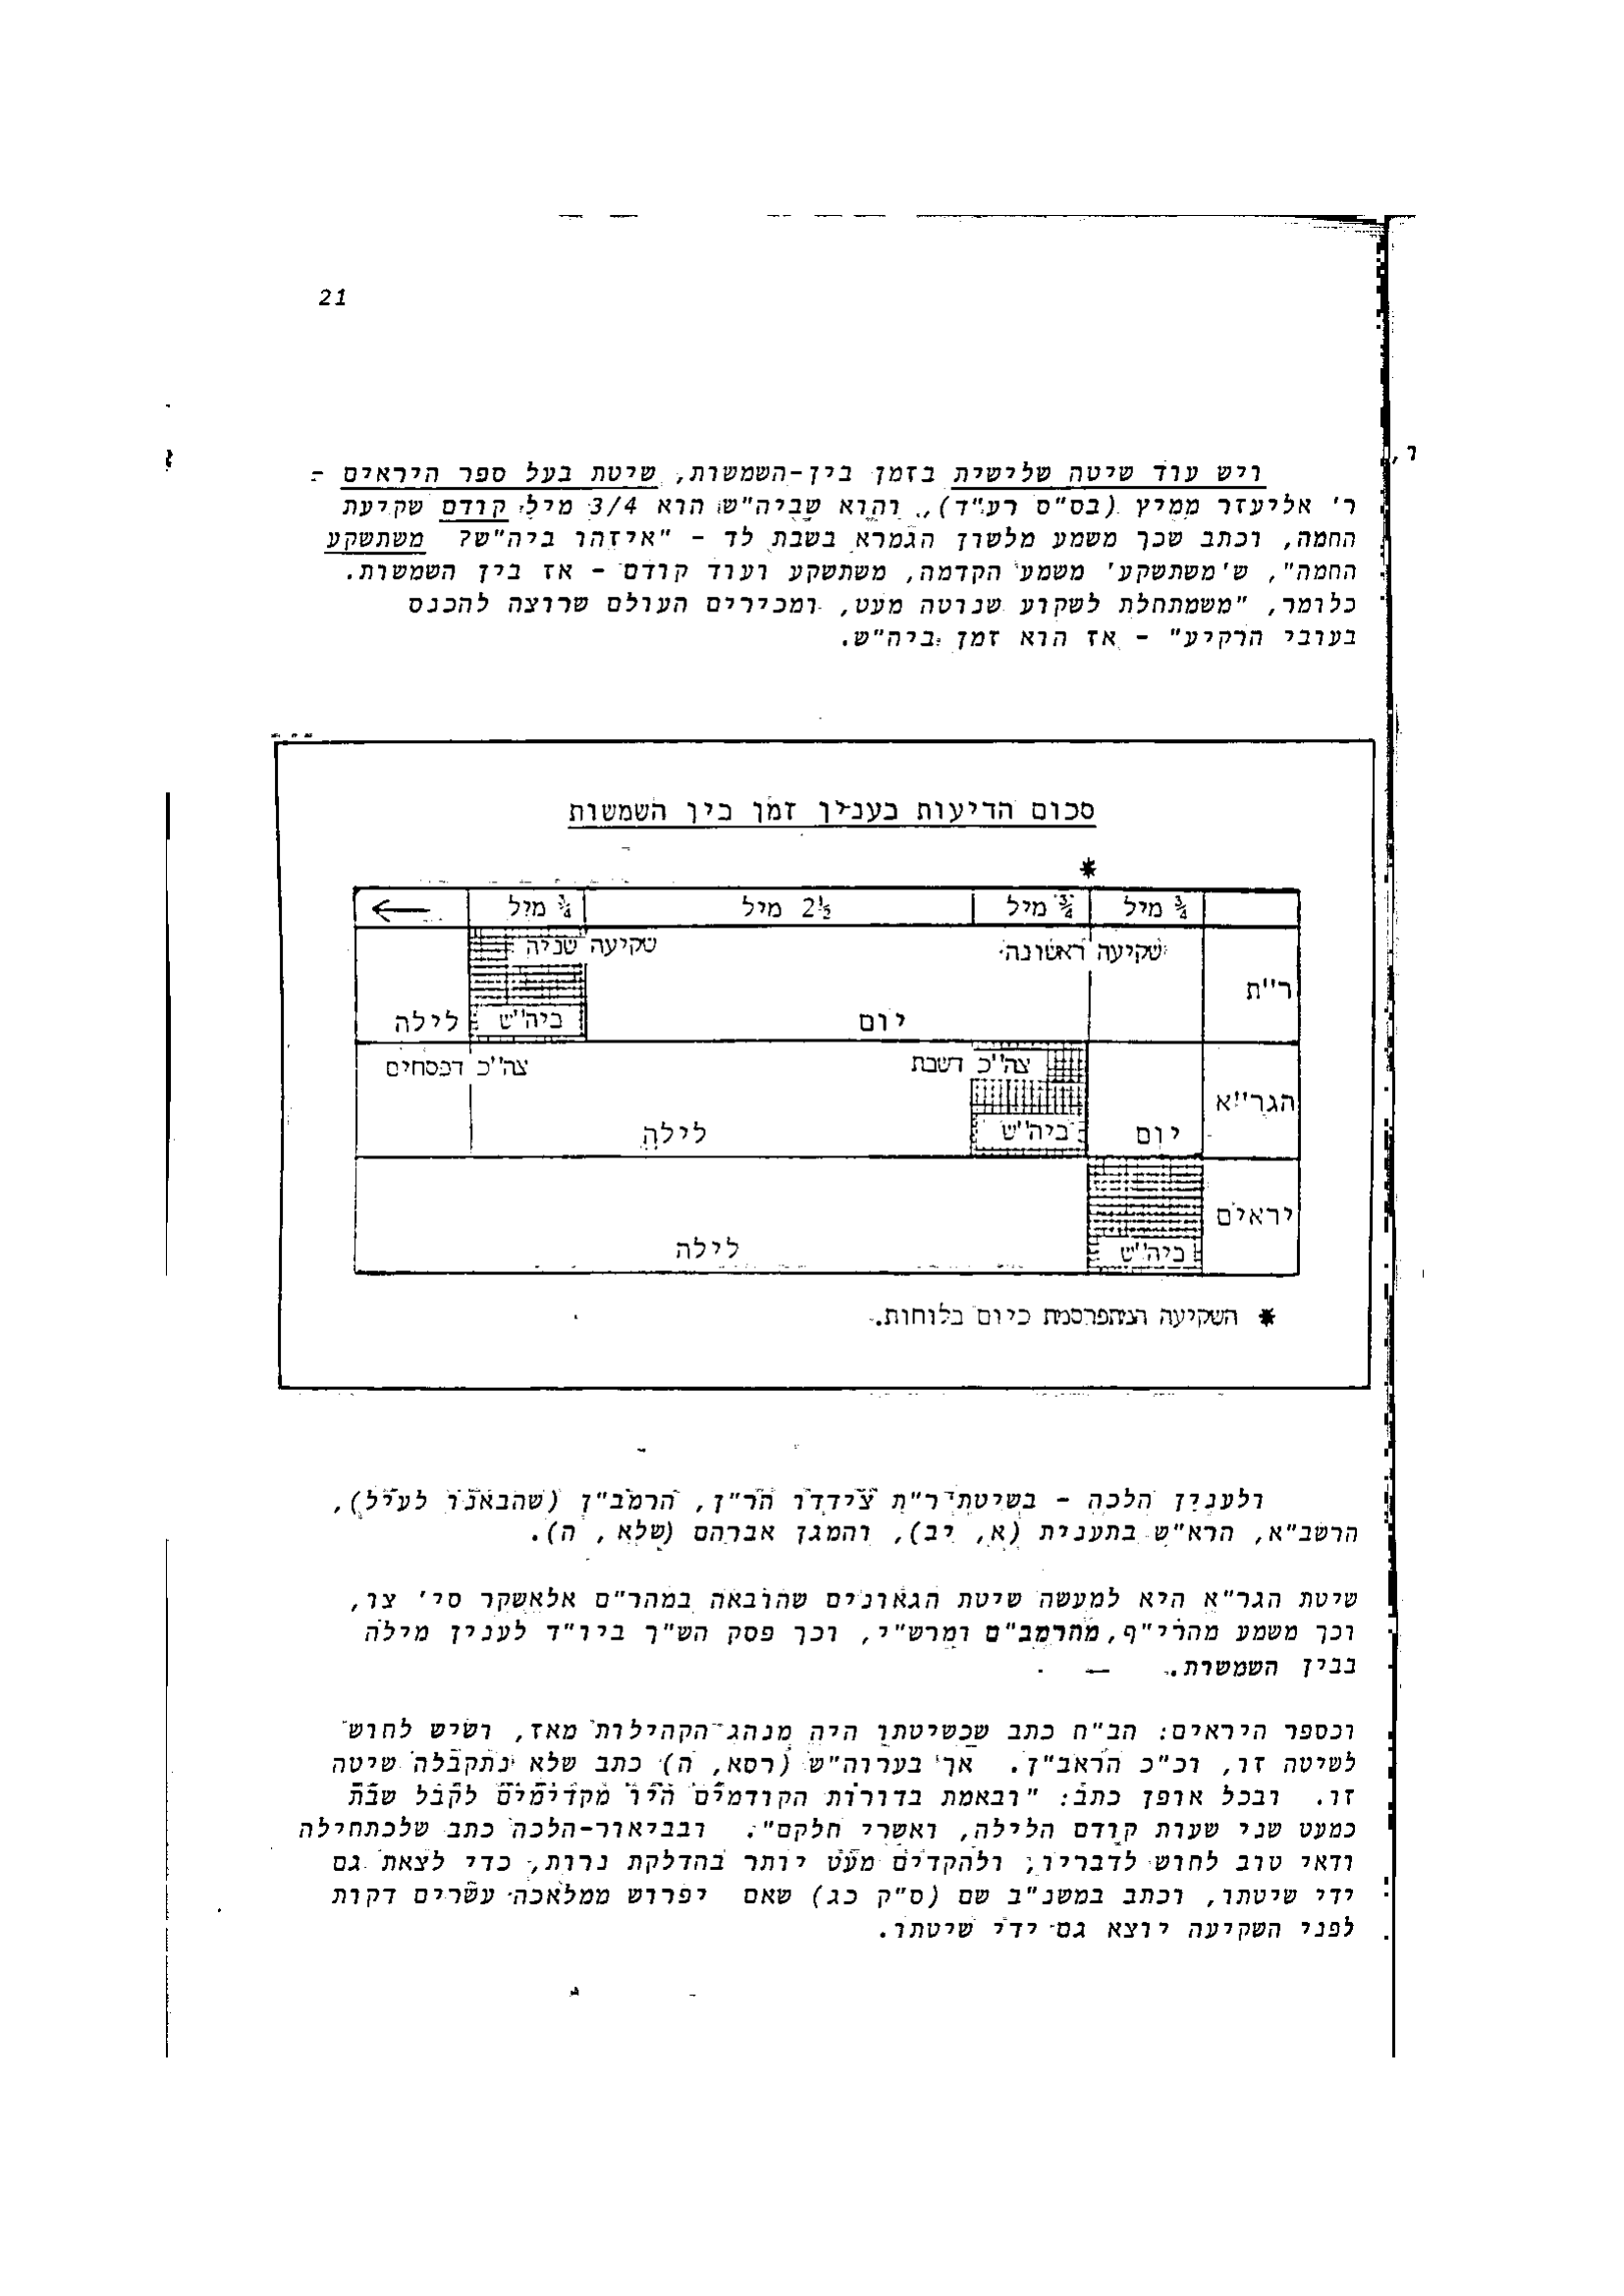 21
ויש עוד שיטה שלישית בזמן בין-השמשות, שיטת בעל ספר היראים -
ר' אליעזר ממיץ (בס"ס רע"ד), והוא שביה"ש הוא 3/4 מיל קודם שקיעת
החמה, וכתב שכך משמע מלשון הגמרא בשבת לד - "איזהו ביה"ש? משתשקע
החמה", ש'משתשקע' משמע הקדמה, משתשקע ועוד קודם - אז בין השמשות.
כלומר, "משמתחלת לשקוע שנוטה מעט, ומכירים העולם שרוצה להכנס
בעובי הרקיע" - אז הוא זמן ביה"ש.
סכום הדיעות בענין זמן בין השמשות
*
¾ מיל ¾ מיל 2½ מיל ¾ מיל ←
שקיעה ראשונה שקיעה שניה
ר"ת
יום ביה"ש לילה
צה"כ דשבת צה"כ דפסחים
הגר"א
יום ביה"ש לילה
יראים
ביה"ש לילה
* השקיעה המתפרסמת כיום בלוחות.
ולענין הלכה - בשיטת ר"ת צידדו הר"ן, הרמב"ן (שהבאנו לעיל),
הרשב"א, הרא"ש בתענית (א, יב), והמגן אברהם (שלא, ה).
שיטת הגר"א היא למעשה שיטת הגאונים שהובאה במהר"ם אלאשקר סי' צו,
וכך משמע מהרי"ף, מהרמב"ם ומרש"י, וכך פסק הש"ך ביו"ד לענין מילה
בבין השמשות.
וכספר היראים: הב"ח כתב שכשיטתו היה מנהג הקהילות מאז, ושיש לחוש
לשיטה זו, וכ"כ הראב"ן. אך בערוה"ש (רסא, ה) כתב שלא נתקבלה שיטה
זו. ובכל אופן כתב: "ובאמת בדורות הקודמים היו מקדימים לקבל שבת
כמעט שני שעות קודם הלילה, ואשרי חלקם". ובביאור-הלכה כתב שלכתחילה
ודאי טוב לחוש לדבריו; ולהקדים מעט יותר בהדלקת נרות, כדי לצאת גם
ידי שיטתו, וכתב במשנ"ב שם (ס"ק כג) שאם יפרוש ממלאכה עשרים דקות
לפני השקיעה יוצא גם ידי שיטתו.